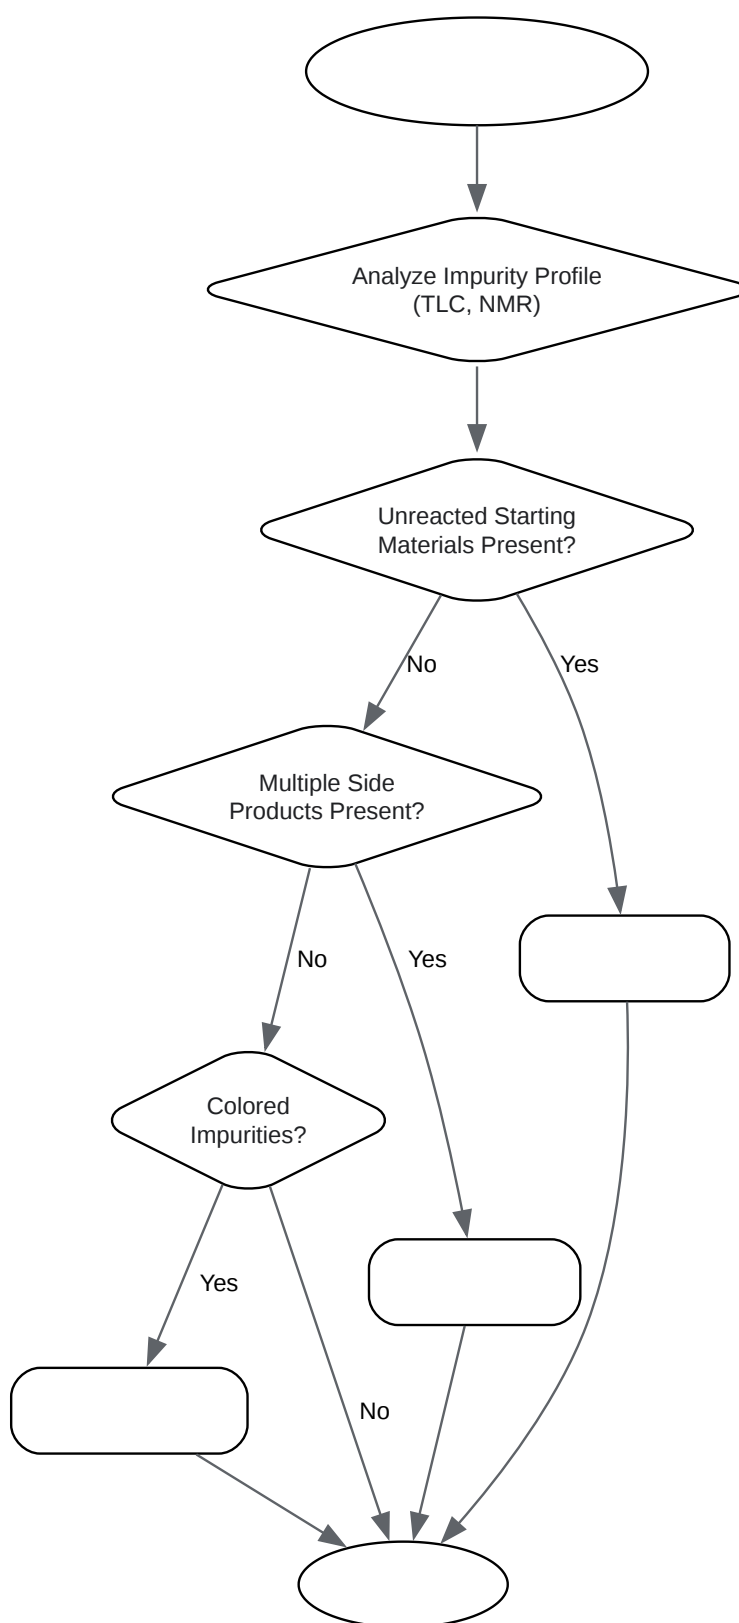 Analyze Impurity Profile
(TLC, NMR)
Unreacted Starting
Materials Present?
No
Yes
Multiple Side
Products Present?
No
Yes
Colored
Impurities?
Yes
No